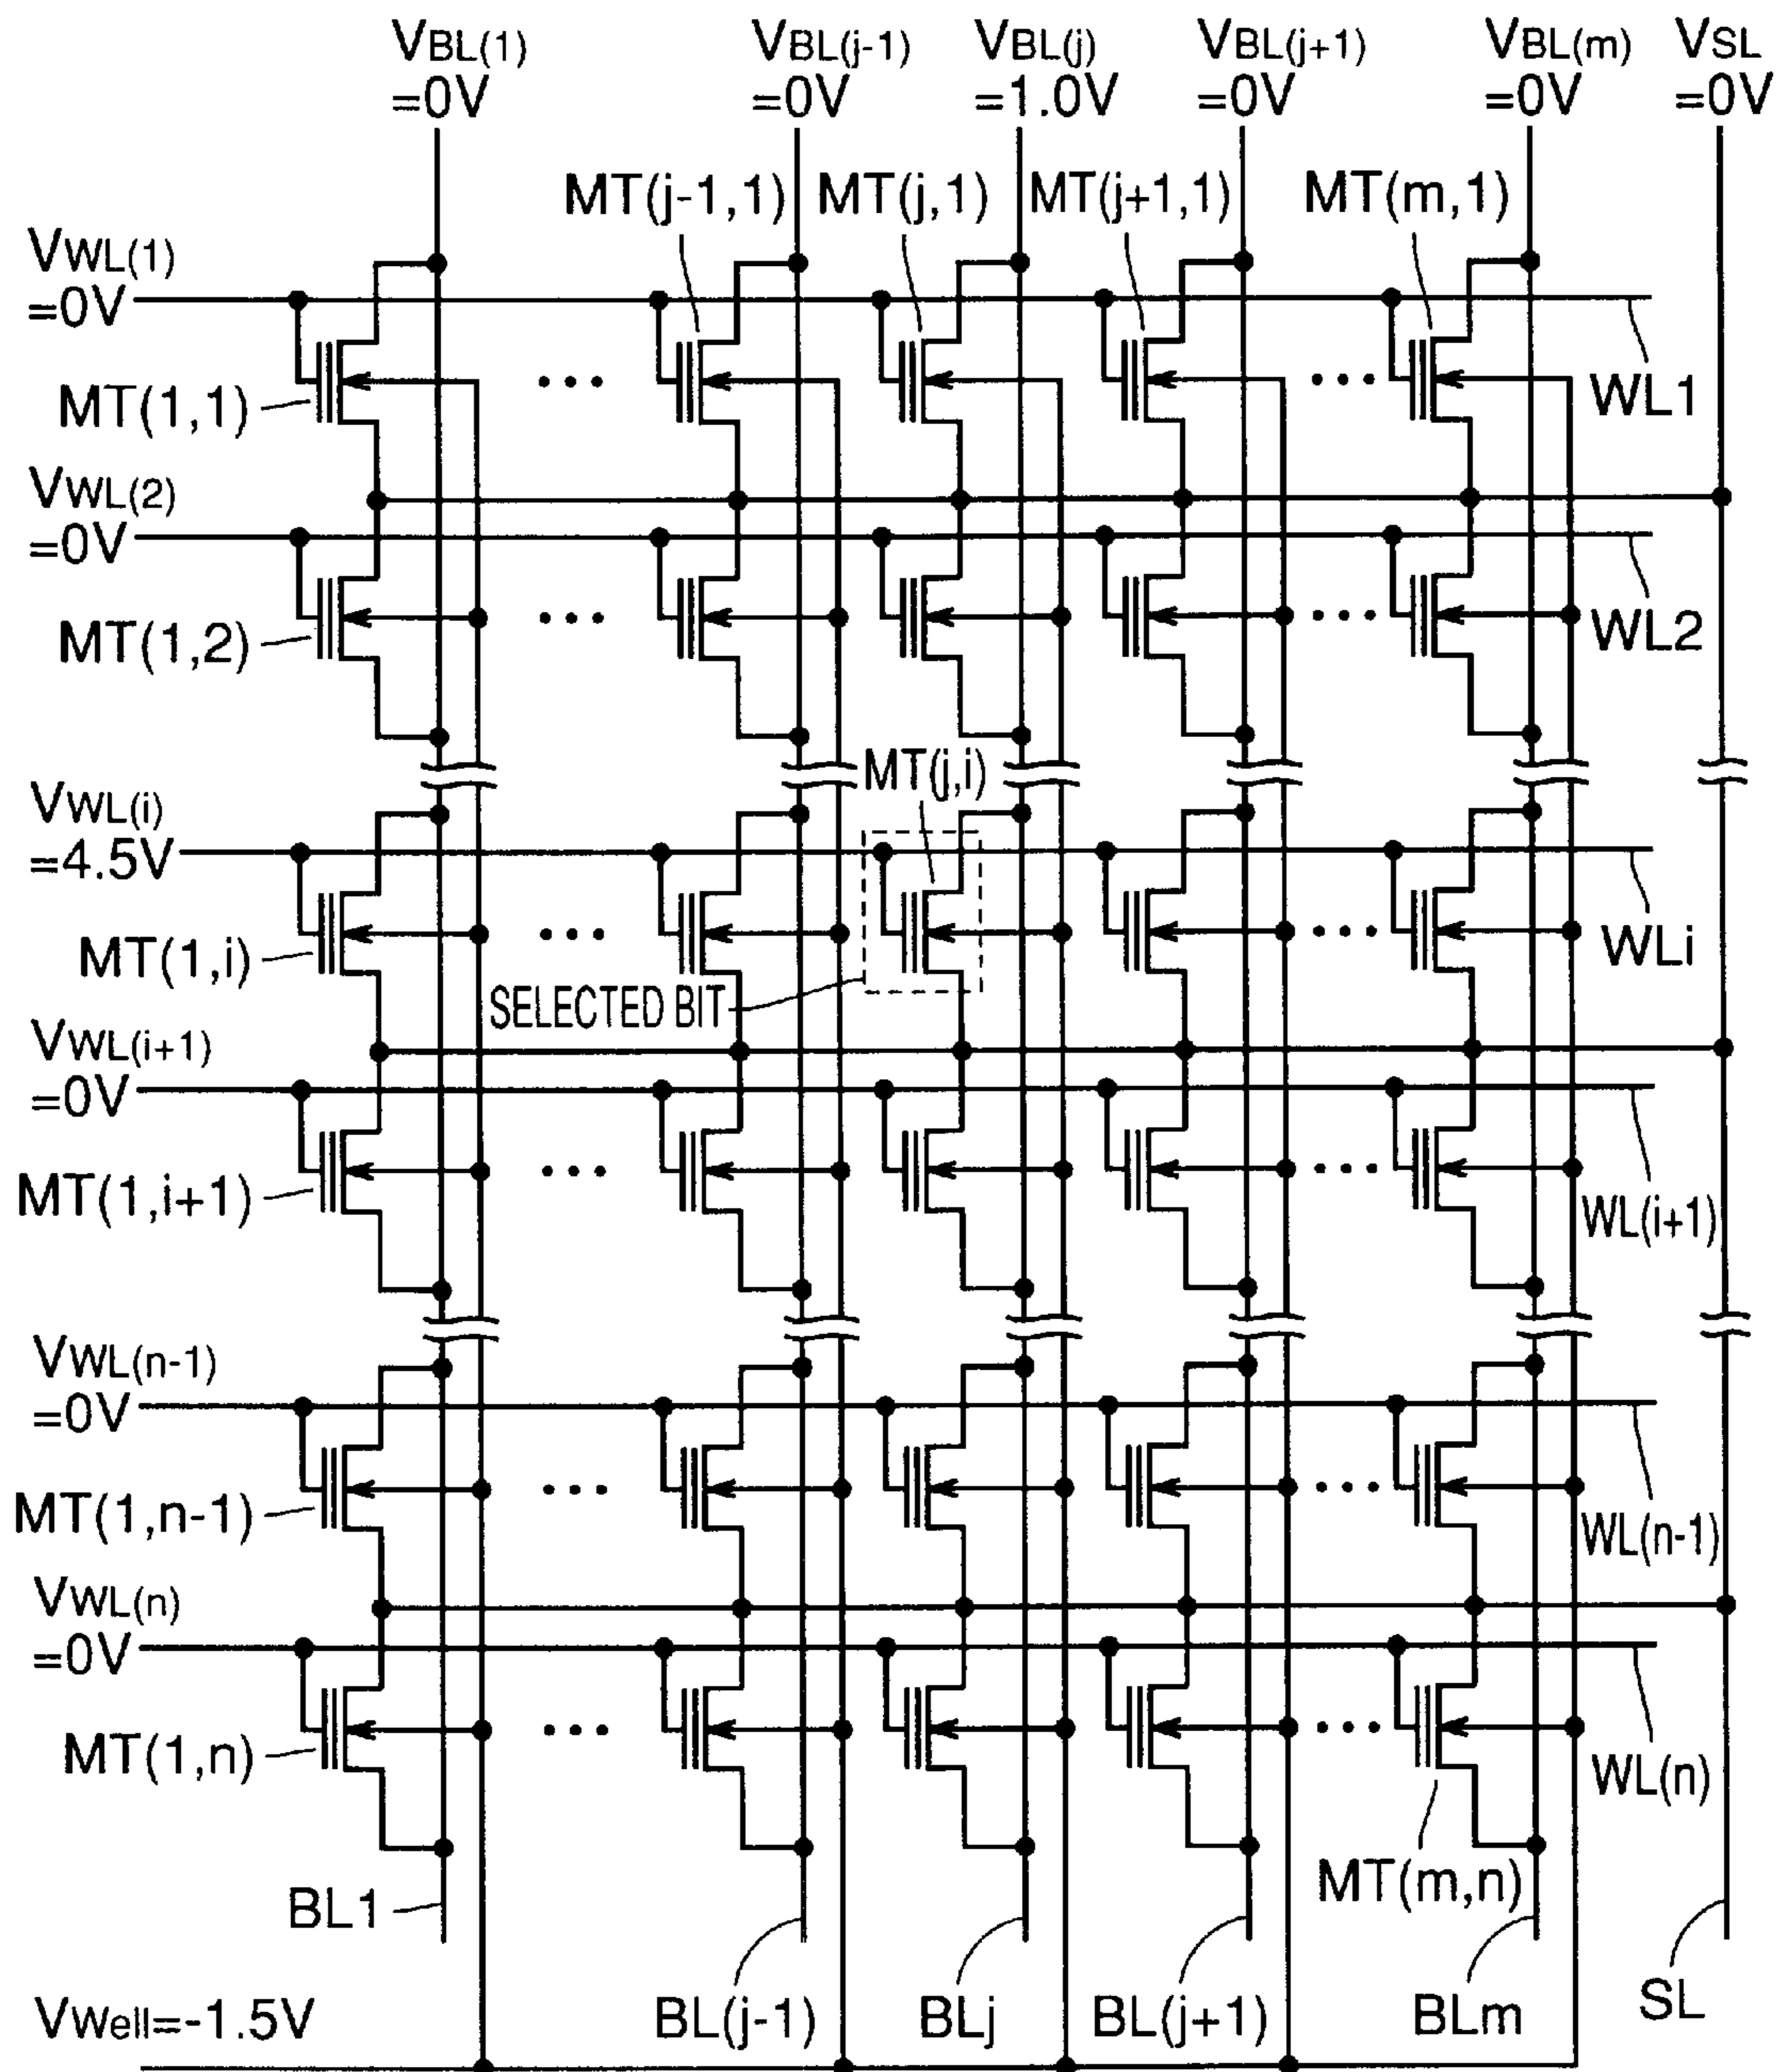 VBL(1)
=0V
VBL(j-1)
=0V
VBL(j)
=1.0V
VBL(j+1)
=0V
VBL(m)
=0V
VSL
=0V
MT(j-1,1)
MT(j,1)
MT(j+1,1)
MT(m,1)
VWL(1)
=0V
MT(1,1)
...
...
WL1
VWL(2)
=0V
MT(1,2)
...
...
WL2
MT(j,i)
VWL(i)
=4.5V
MT(1,i)
...
...
WLi
SELECTED BIT
VWL(i+1)
=0V
MT(1,i+1)
...
...
WL(i+1)
VWL(n-1)
=0V
MT(1,n-1)
...
...
WL(n-1)
VWL(n)
=0V
MT(1,n)
...
...
WL(n)
MT(m,n)
BL1
BL(j-1)
BLj
BL(j+1)
BLm
SL
VWell=-1.5V